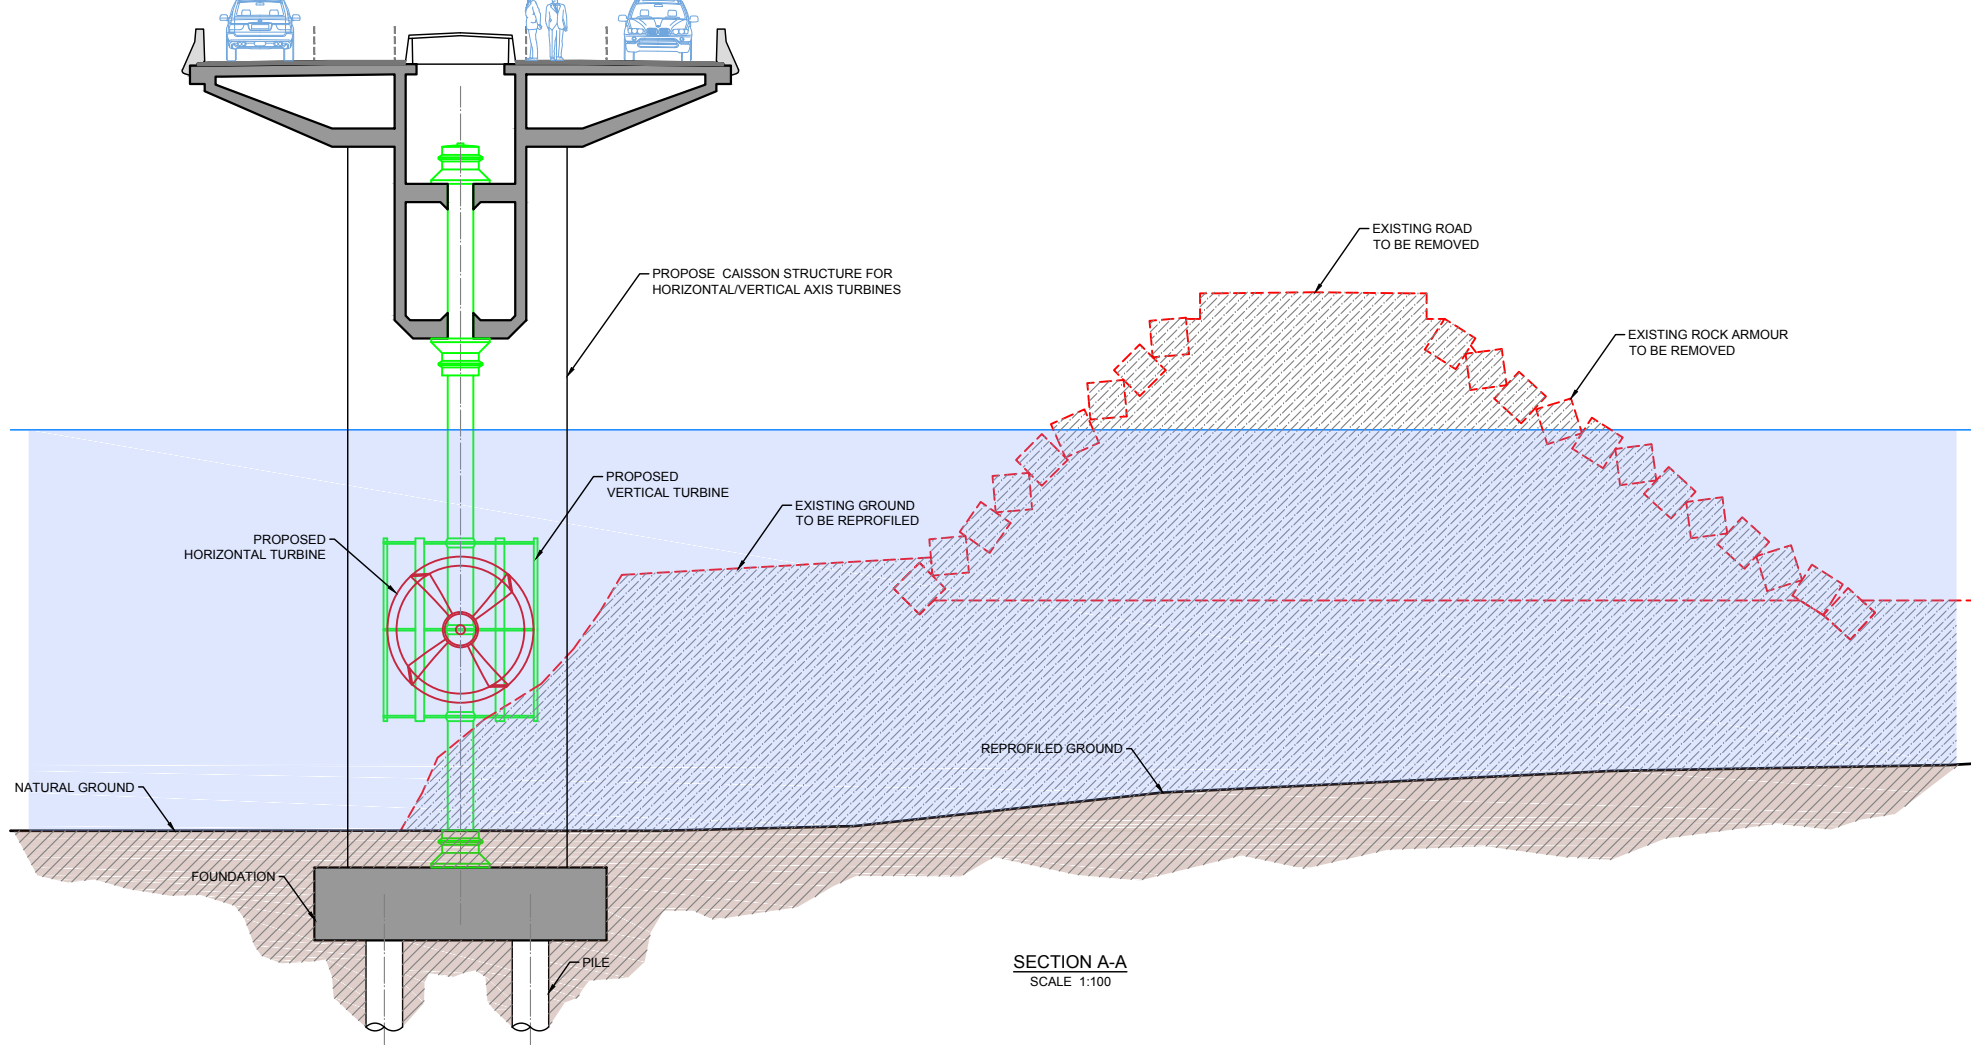 EXISTING ROAD
TO BE REMOVED
PROPOSE CAISSON STRUCTURE FOR
HORIZONTAL/VERTICAL AXIS TURBINES
EXISTING ROCK ARMOUR
TO BE REMOVED
PROPOSED
VERTICAL TURBINE
EXISTING GROUND
TO BE REPROFILED
PROPOSED
HORIZONTAL TURBINE
REPROFILED GROUND
NATURAL GROUND
FOUNDATION
PILE
SECTION A-A
SCALE 1:100